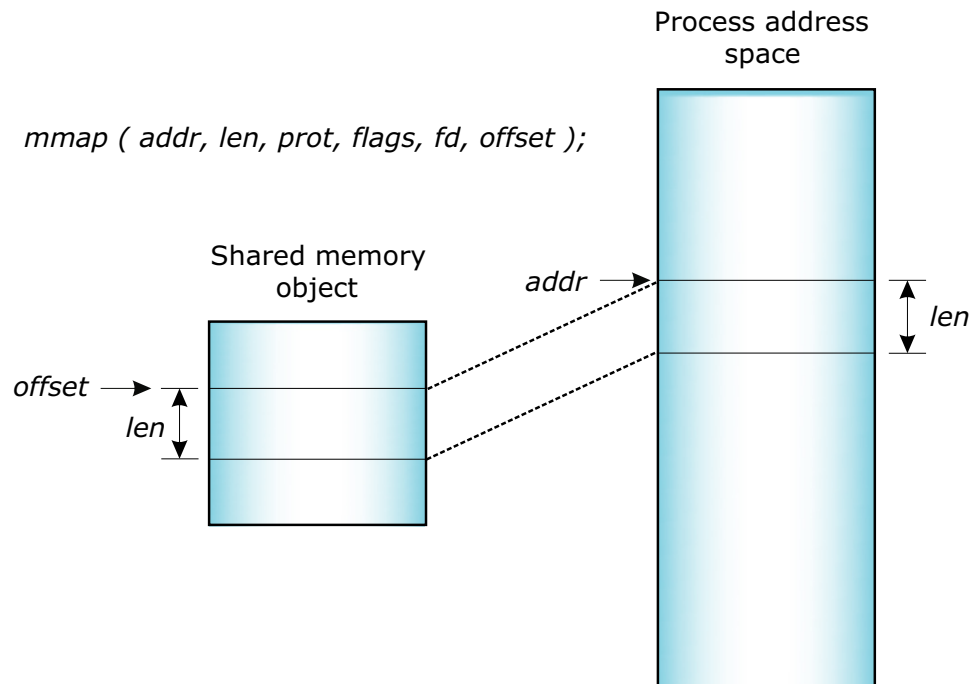 Process address
space
mmap ( addr, len, prot, flags, fd, offset );
Shared memory
object
addr
len
offset
len